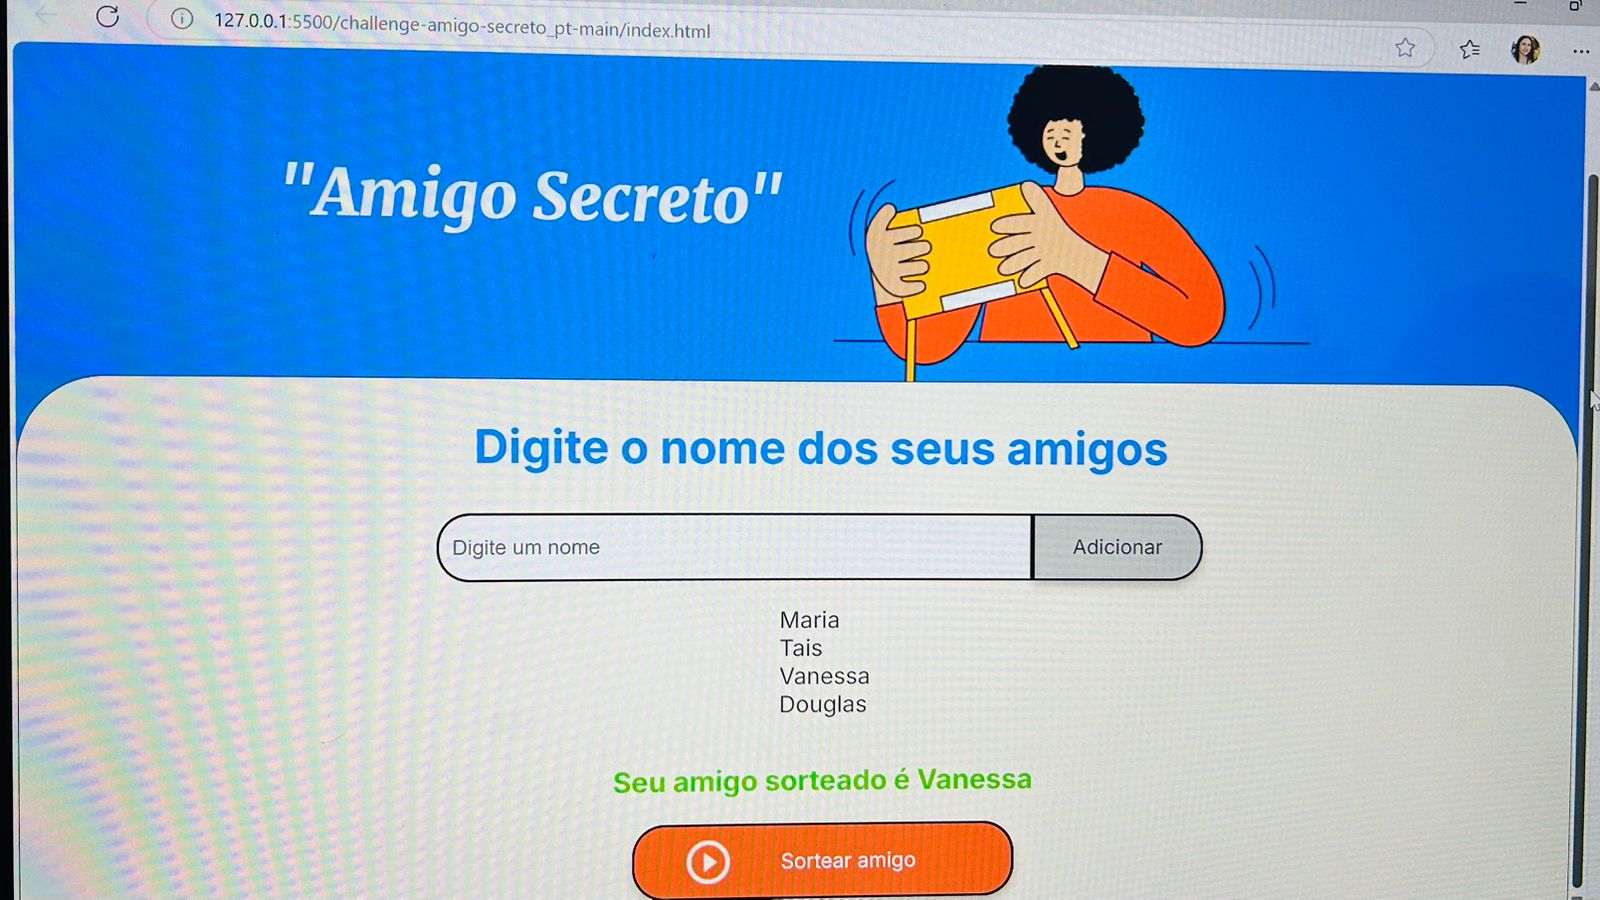 127.0.0.1:5500/challenge-amigo-secreto_pt-main/index.html
"Amigo Secreto"
Digite o nome dos seus amigos
Digite um nome
Adicionar
Maria
Tais
Vanessa
Douglas
Seu amigo sorteado é Vanessa
Sortear amigo